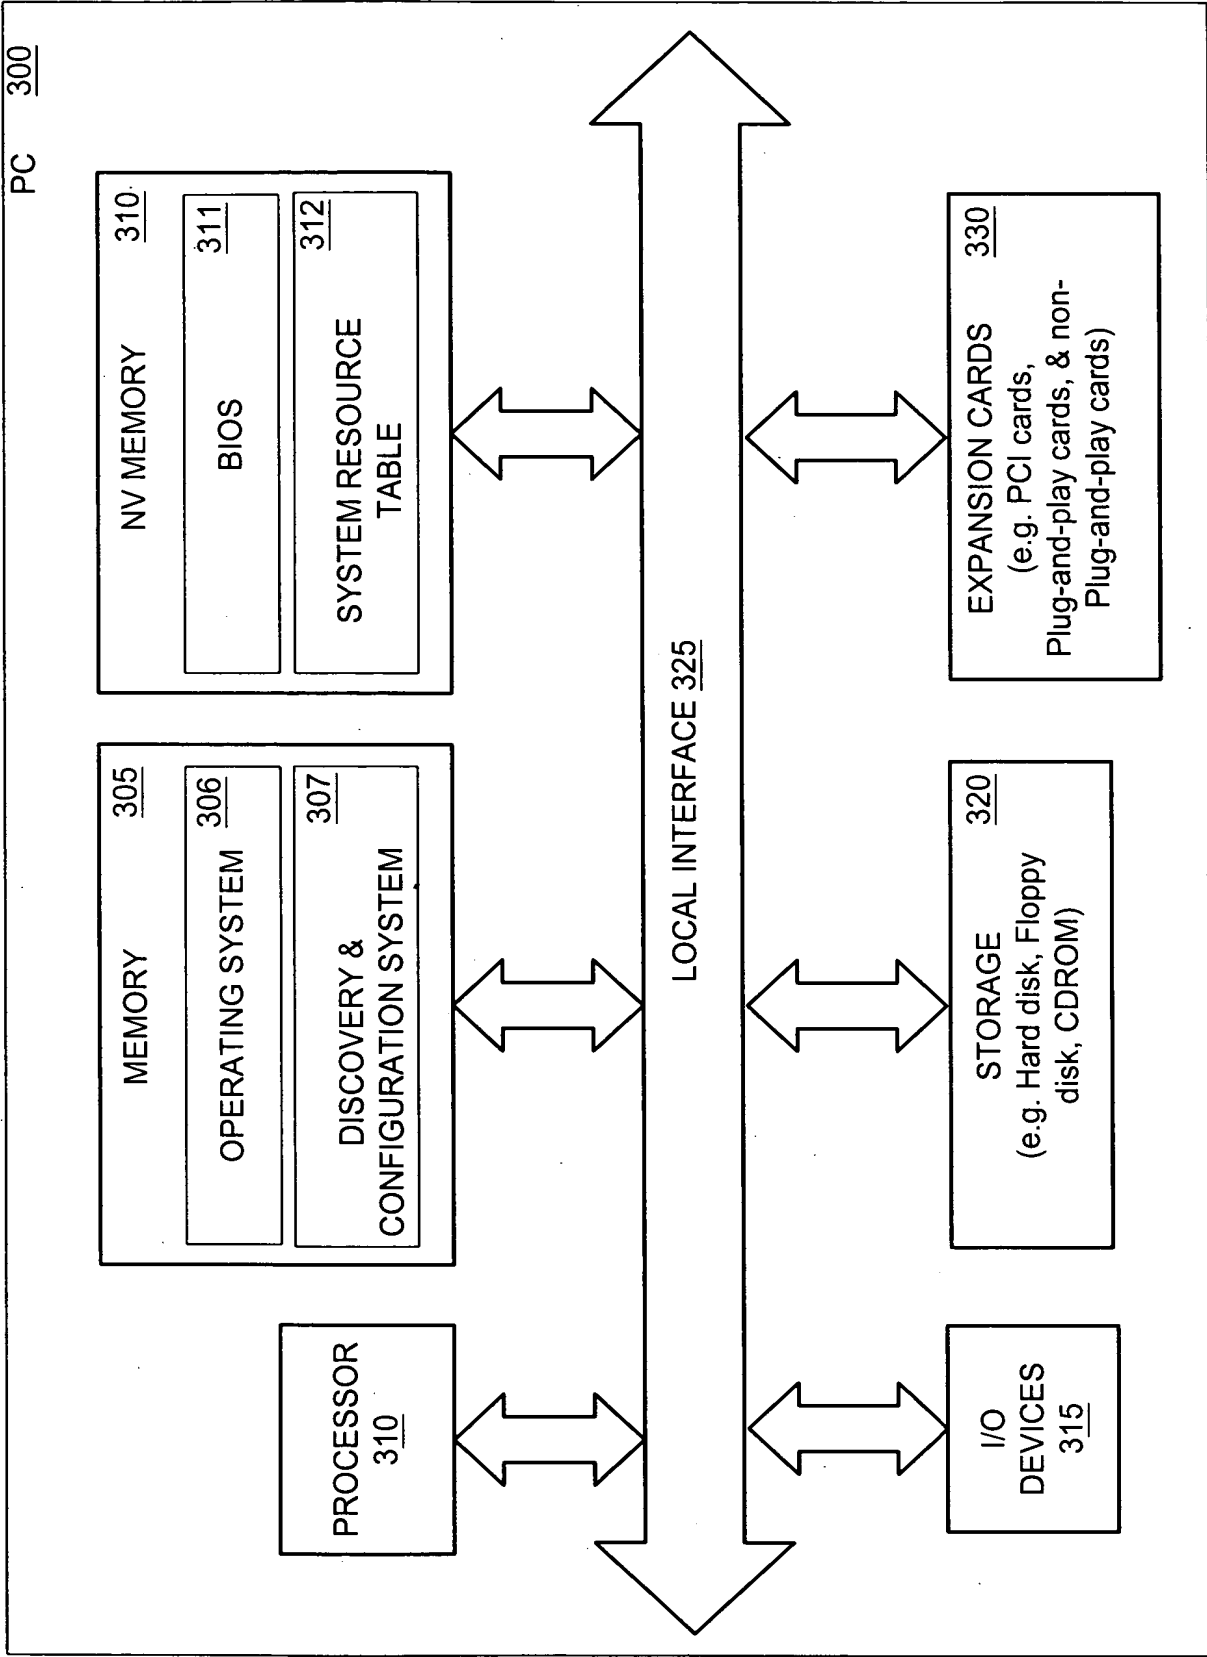 PC 300
PROCESSOR
310
MEMORY 305
OPERATING SYSTEM 306
DISCOVERY & 307
CONFIGURATION SYSTEM
NV MEMORY 310
BIOS 311
SYSTEM RESOURCE 312
TABLE
LOCAL INTERFACE 325
I/O
DEVICES
315
STORAGE 320
(e.g. Hard disk, Floppy
disk, CDROM)
EXPANSION CARDS 330
(e.g. PCI cards,
Plug-and-play cards, & non-
Plug-and-play cards)